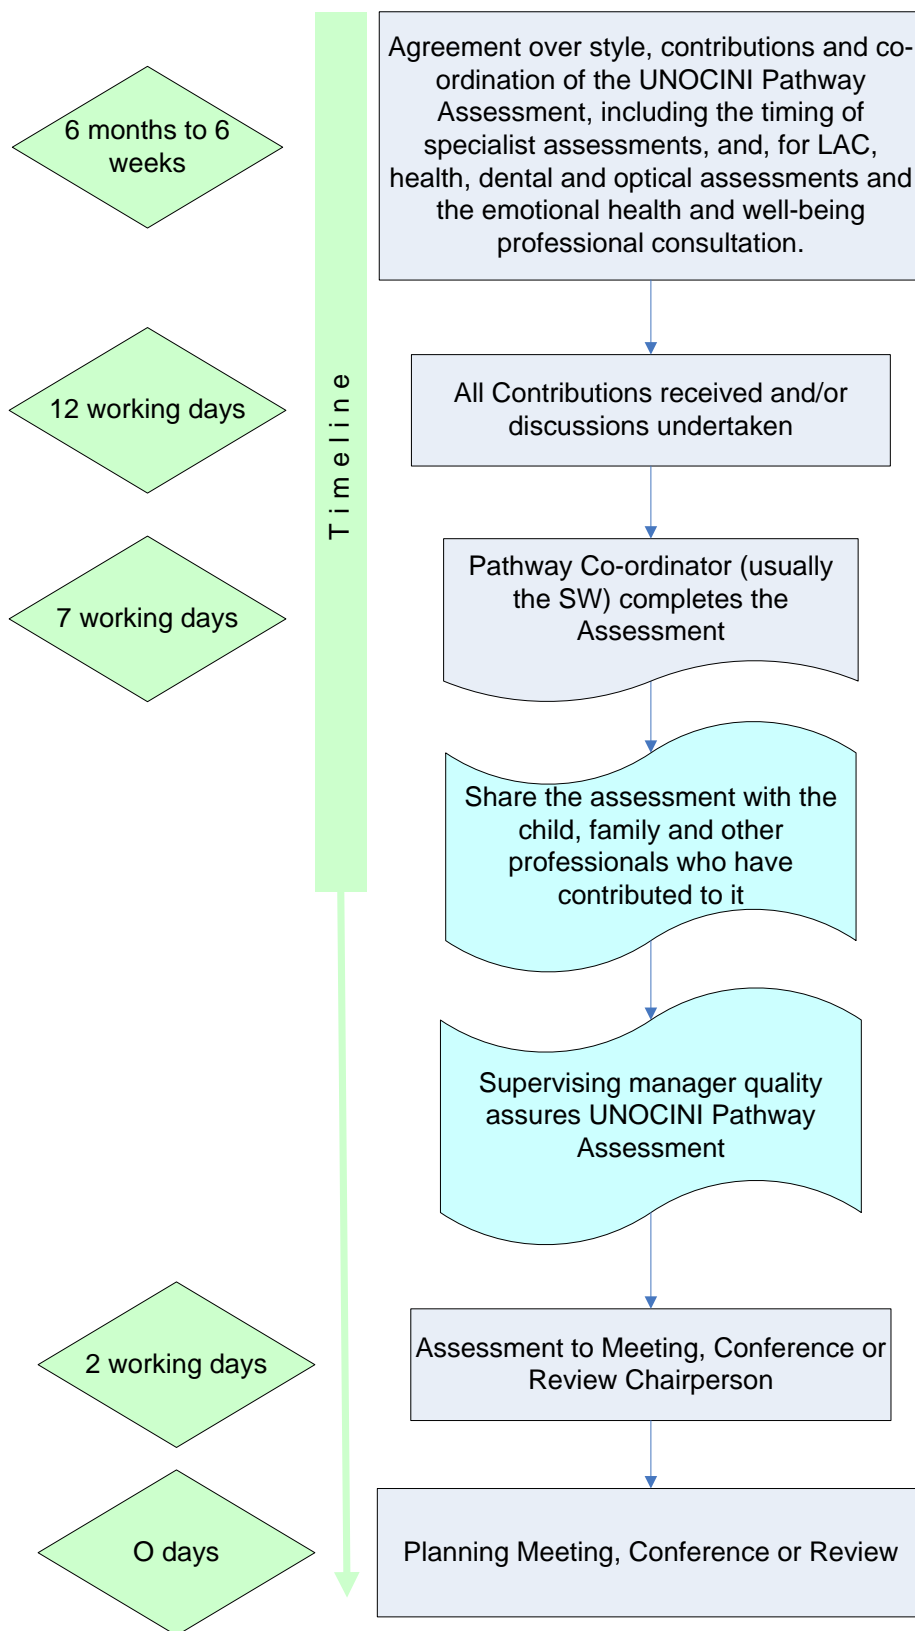 Agreement over style, contributions and co-
ordination of the UNOCINI Pathway
Assessment, including the timing of
specialist assessments, and, for LAC,
health, dental and optical assessments and
the emotional health and well-being
professional consultation.
6 months to 6
weeks
Timeline
12 working days
All Contributions received and/or
discussions undertaken
7 working days
Pathway Co-ordinator (usually
the SW) completes the
Assessment
Share the assessment with the
child, family and other
professionals who have
contributed to it
Supervising manager quality
assures UNOCINI Pathway
Assessment
2 working days
Assessment to Meeting, Conference or
Review Chairperson
O days
Planning Meeting, Conference or Review